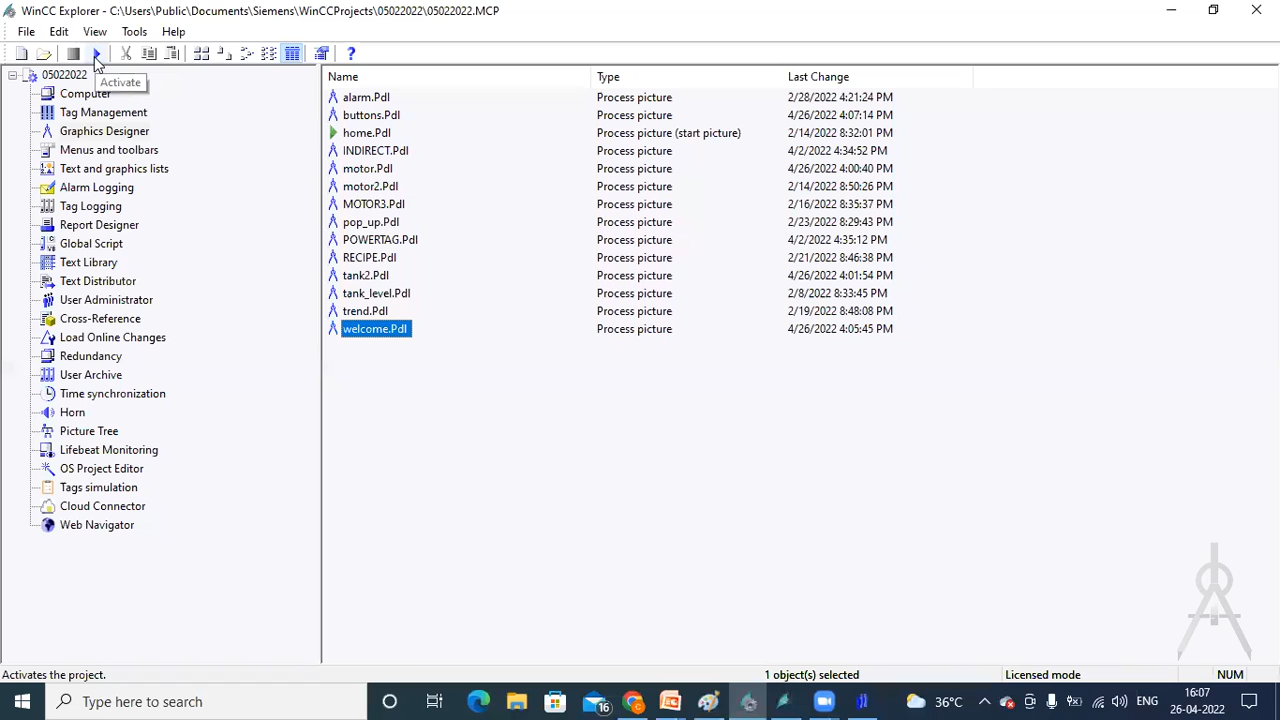 WinCC Explorer - C:\Users\Public\Documents\Siemens\WinCCProjects\05022022\05022022.MCP
File Edit View Tools Help
Activate
05022022
Computer
Tag Management
Graphics Designer
Menus and toolbars
Text and graphics lists
Alarm Logging
Tag Logging
Report Designer
Global Script
Text Library
Text Distributor
User Administrator
Cross-Reference
Load Online Changes
Redundancy
User Archive
Time synchronization
Horn
Picture Tree
Lifebeat Monitoring
OS Project Editor
Tags simulation
Cloud Connector
Web Navigator
Name Type Last Change
alarm.Pdl Process picture 2/28/2022 4:21:24 PM
buttons.Pdl Process picture 4/26/2022 4:07:14 PM
home.Pdl Process picture (start picture) 2/14/2022 8:32:01 PM
INDIRECT.Pdl Process picture 4/2/2022 4:34:52 PM
motor.Pdl Process picture 4/26/2022 4:00:40 PM
motor2.Pdl Process picture 2/14/2022 8:50:26 PM
MOTOR3.Pdl Process picture 2/16/2022 8:35:37 PM
pop_up.Pdl Process picture 2/23/2022 8:29:43 PM
POWERTAG.Pdl Process picture 4/2/2022 4:35:12 PM
RECIPE.Pdl Process picture 2/21/2022 8:46:38 PM
tank2.Pdl Process picture 4/26/2022 4:01:54 PM
tank_level.Pdl Process picture 2/8/2022 8:33:45 PM
trend.Pdl Process picture 2/19/2022 8:48:08 PM
welcome.Pdl Process picture 4/26/2022 4:05:45 PM
Activates the project. 1 object(s) selected Licensed mode NUM
Type here to search 16 36°C ENG 16:07
26-04-2022